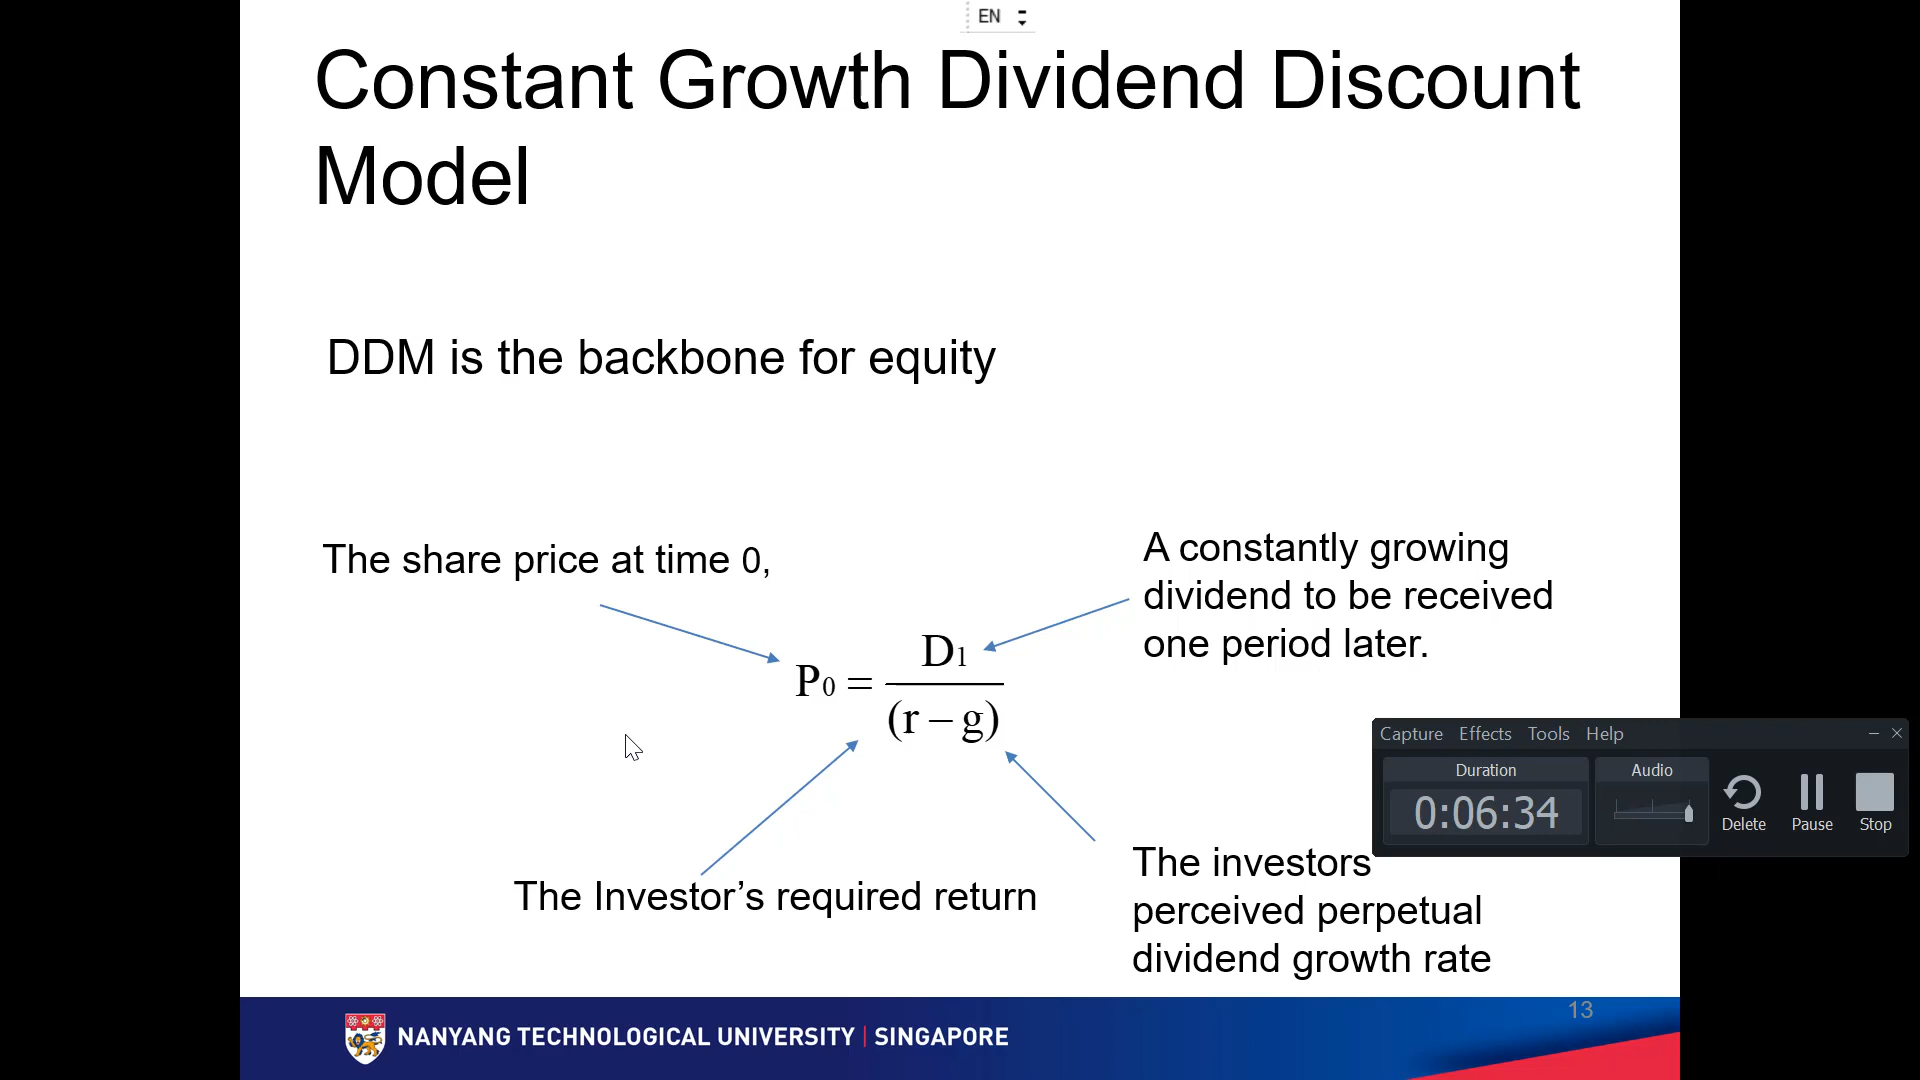 EN
Constant Growth Dividend Discount
Model
DDM is the backbone for equity
The share price at time 0,
A constantly growing
dividend to be received
one period later.
P0 = D1
(r – g)
Capture Effects Tools Help
Duration
Audio
0:06:34
Delete Pause Stop
The Investor’s required return
The investors
perceived perpetual
dividend growth rate
13
NANYANG TECHNOLOGICAL UNIVERSITY | SINGAPORE